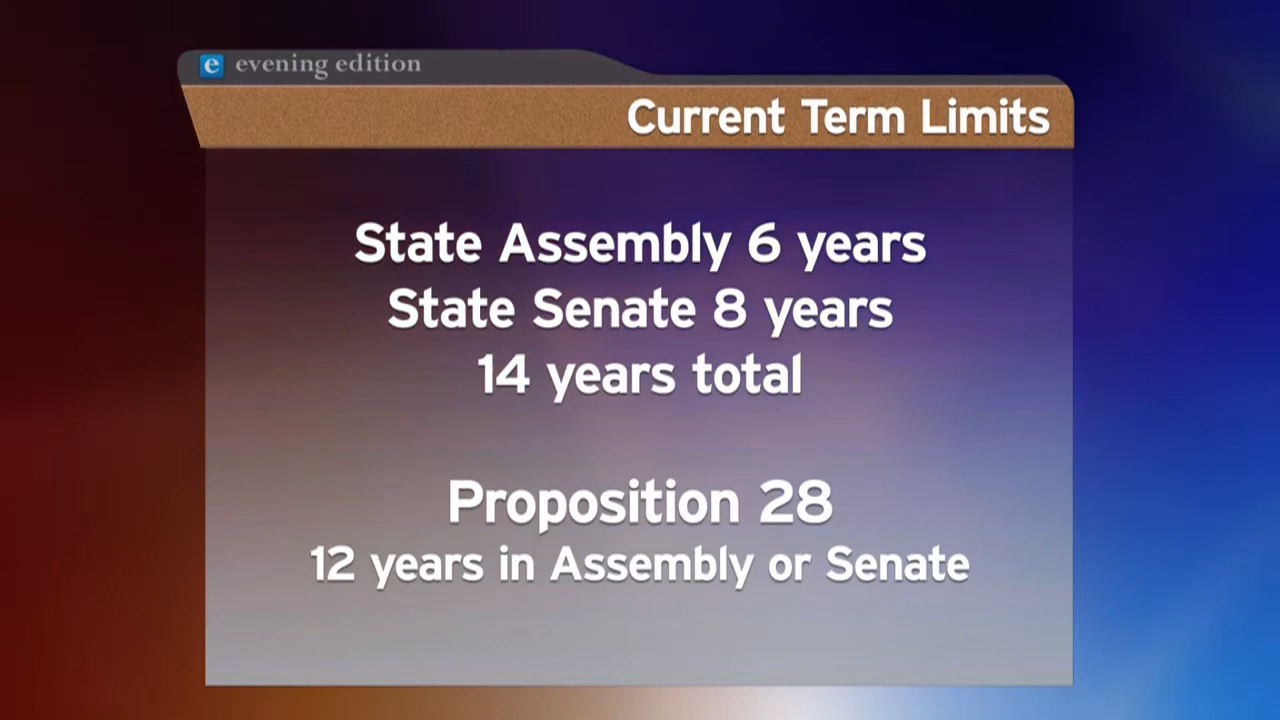 e evening edition
Current Term Limits
State Assembly 6 years
State Senate 8 years
14 years total
Proposition 28
12 years in Assembly or Senate